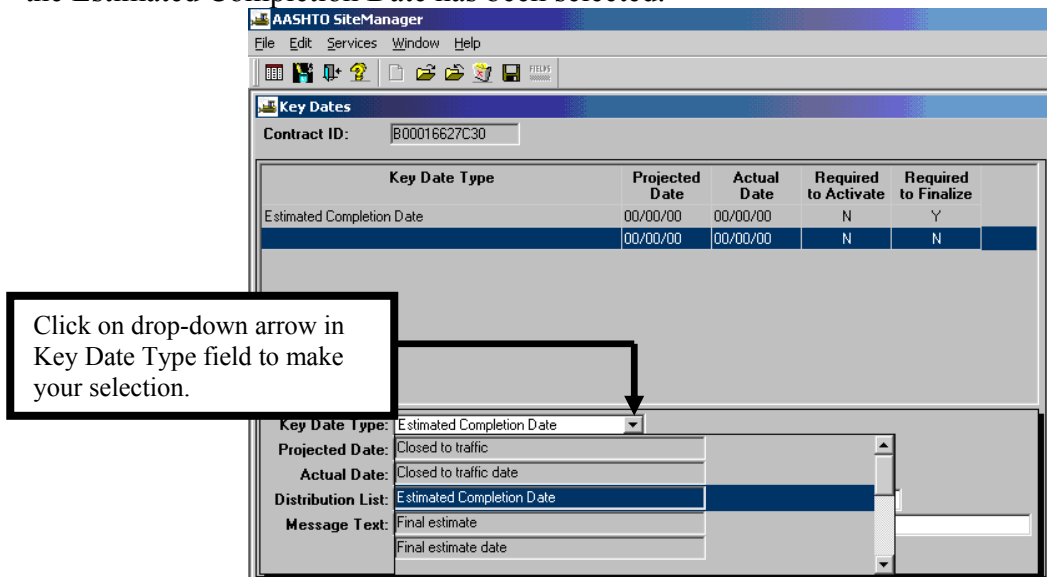 the Estimated Completion Date has been selected.
AASHTO SiteManager
File Edit Services Window Help
FIELDS
Key Dates
Contract ID: B00016627C30
Key Date Type Projected Date Actual Date Required to Activate Required to Finalize
Estimated Completion Date 00/00/00 00/00/00 N Y
00/00/00 00/00/00 N N
Click on drop-down arrow in
Key Date Type field to make
your selection.
Key Date Type: Estimated Completion Date
Projected Date: Closed to traffic
Actual Date: Closed to traffic date
Distribution List: Estimated Completion Date
Message Text: Final estimate
Final estimate date